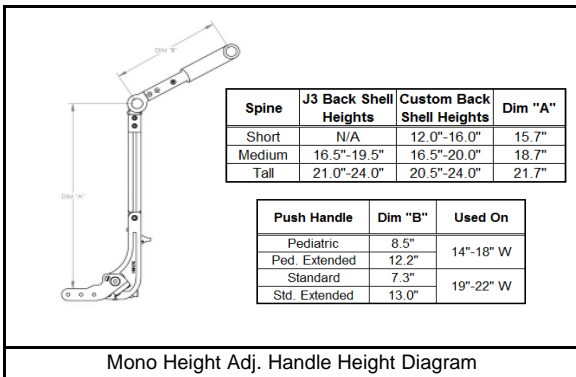 DIM "B"
DIM "A"
Spine J3 Back Shell Heights Custom Back Shell Heights Dim "A"
Short N/A 12.0"-16.0" 15.7"
Medium 16.5"-19.5" 16.5"-20.0" 18.7"
Tall 21.0"-24.0" 20.5"-24.0" 21.7"
Push Handle Dim "B" Used On
Pediatric 8.5" 14"-18" W
Ped. Extended 12.2"
Standard 7.3" 19"-22" W
Std. Extended 13.0"
Mono Height Adj. Handle Height Diagram